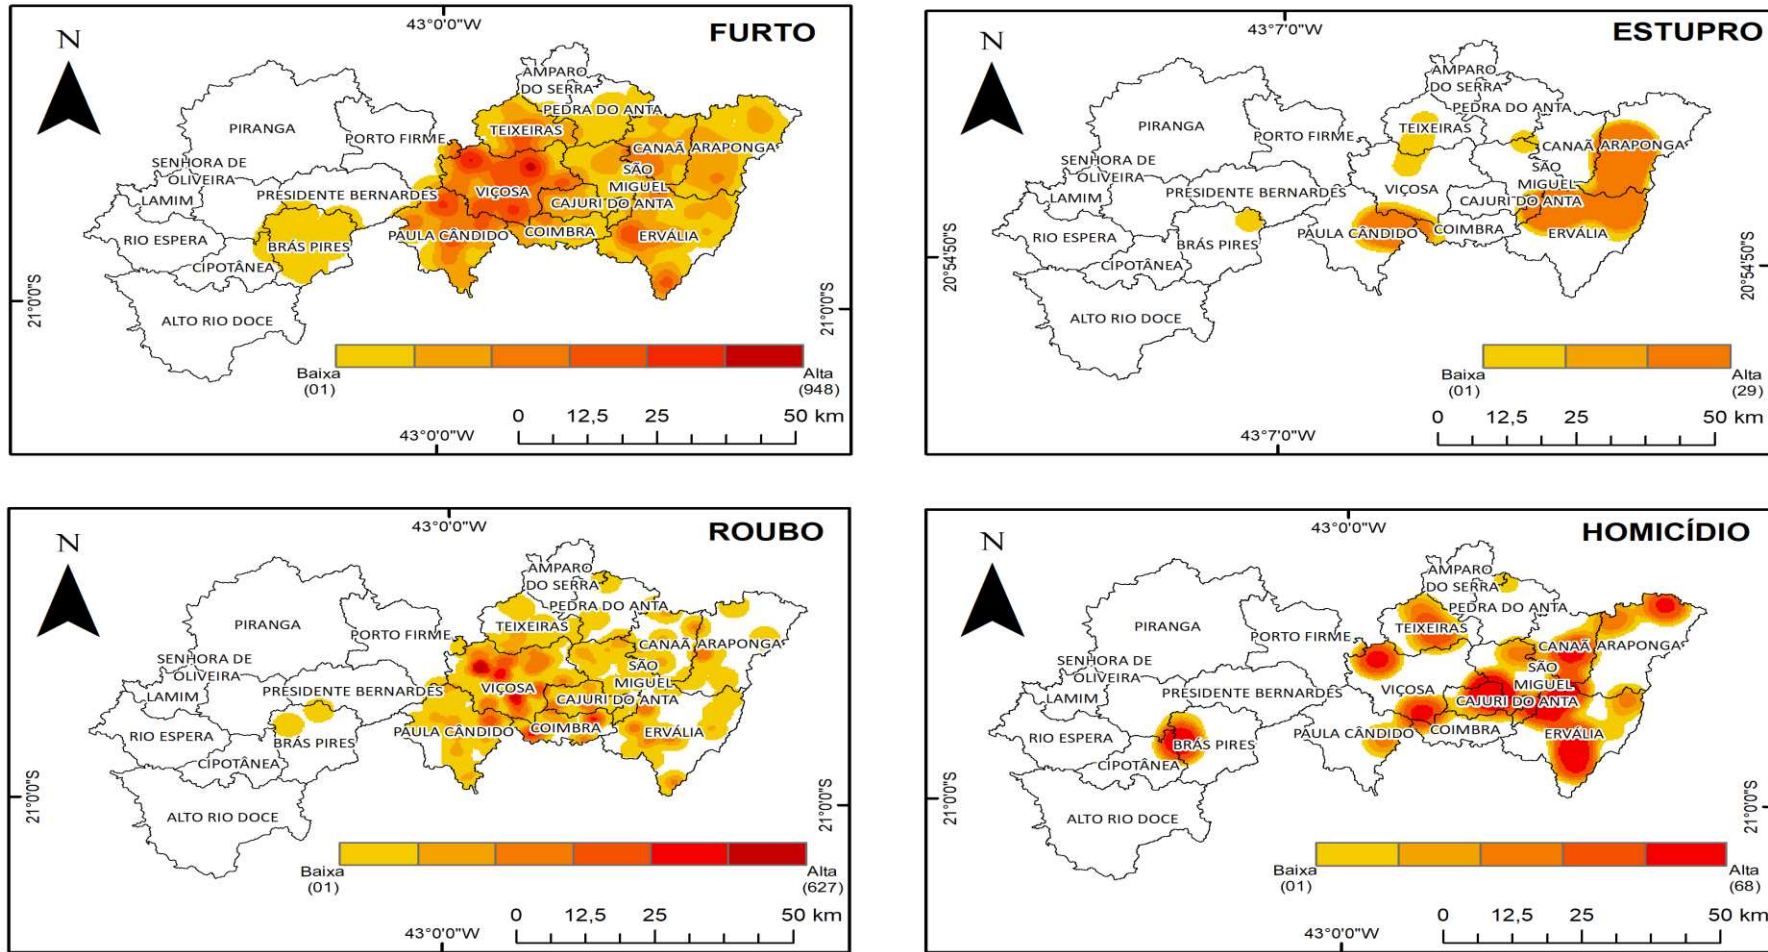 43°0'0"W
FURTO
N
AMPARO
DO SERRA
PEDRA DO ANTA
TEIXEIRAS
PIRANGA
PORTO FIRME
CANAÃ
ARAPONGA
SENHORA DE
OLIVEIRA
SÃO
MIGUEL
VIÇOSA
PRESIDENTE BERNARDES
LAMIM
CAJURI
DO ANTA
RIO ESPERA
BRÁS PIRES
PAULA CÂNDIDO
COIMBRA
ERVÁLIA
CIPOTÂNEA
ALTO RIO DOCE
21°0'0"S
21°0'0"S
Baixa
(01)
Alta
(948)
0 12,5 25 50 km
43°0'0"W
43°7'0"W
ESTUPRO
N
AMPARO
DO SERRA
PEDRA DO ANTA
TEIXEIRAS
PIRANGA
PORTO FIRME
CANAÃ
ARAPONGA
SENHORA DE
OLIVEIRA
SÃO
MIGUEL
VIÇOSA
PRESIDENTE BERNARDES
LAMIM
CAJURI
DO ANTA
RIO ESPERA
BRÁS PIRES
PAULA CÂNDIDO
COIMBRA
ERVÁLIA
CIPOTÂNEA
ALTO RIO DOCE
20°54'50"S
20°54'50"S
Baixa
(01)
Alta
(29)
0 12,5 25 50 km
43°7'0"W
43°0'0"W
ROUBO
N
AMPARO
DO SERRA
PEDRA DO ANTA
TEIXEIRAS
PIRANGA
PORTO FIRME
CANAÃ
ARAPONGA
SENHORA DE
OLIVEIRA
SÃO
MIGUEL
VIÇOSA
PRESIDENTE BERNARDES
LAMIM
CAJURI
DO ANTA
RIO ESPERA
BRÁS PIRES
PAULA CÂNDIDO
COIMBRA
ERVÁLIA
CIPOTÂNEA
ALTO RIO DOCE
21°0'0"S
21°0'0"S
Baixa
(01)
Alta
(627)
0 12,5 25 50 km
43°0'0"W
43°0'0"W
HOMICÍDIO
N
AMPARO
DO SERRA
PEDRA DO ANTA
TEIXEIRAS
PIRANGA
PORTO FIRME
CANAÃ
ARAPONGA
SENHORA DE
OLIVEIRA
SÃO
MIGUEL
VIÇOSA
PRESIDENTE BERNARDES
LAMIM
CAJURI
DO ANTA
RIO ESPERA
BRÁS PIRES
PAULA CÂNDIDO
COIMBRA
ERVÁLIA
CIPOTÂNEA
ALTO RIO DOCE
21°0'0"S
21°0'0"S
Baixa
(01)
Alta
(68)
0 12,5 25 50 km
43°0'0"W